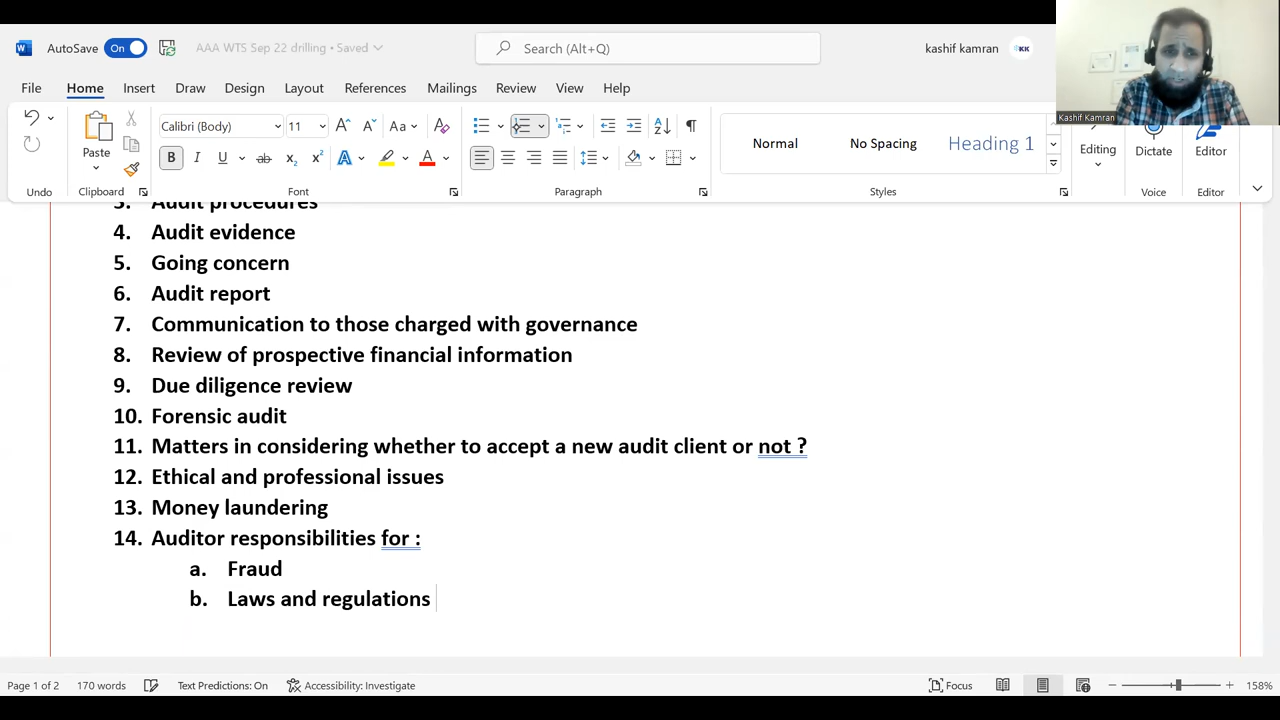 AutoSave On AAA WTS Sep 22 drilling • Saved Search (Alt+Q) kashif kamran KK
File Home Insert Draw Design Layout References Mailings Review View Help
Kashif Kamran
Calibri (Body) 11 Aa
Paste
B I U ab x₂ x² A A
Normal No Spacing Heading 1
Editing Dictate Editor
Undo Clipboard Font Paragraph Styles Voice Editor
3. Audit procedures
4. Audit evidence
5. Going concern
6. Audit report
7. Communication to those charged with governance
8. Review of prospective financial information
9. Due diligence review
10. Forensic audit
11. Matters in considering whether to accept a new audit client or not ?
12. Ethical and professional issues
13. Money laundering
14. Auditor responsibilities for :
a. Fraud
b. Laws and regulations
Page 1 of 2 170 words Text Predictions: On Accessibility: Investigate Focus 158%